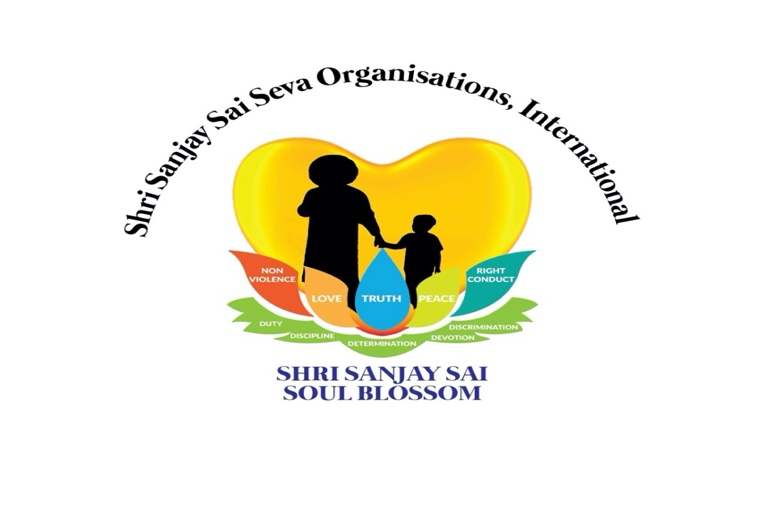 Shri Sanjay Sai Seva Organisations, International
NON
VIOLENCE
LOVE
TRUTH
PEACE
RIGHT
CONDUCT
DUTY
DISCIPLINE
DETERMINATION
DEVOTION
DISCRIMINATION
SHRI SANJAY SAI
SOUL BLOSSOM